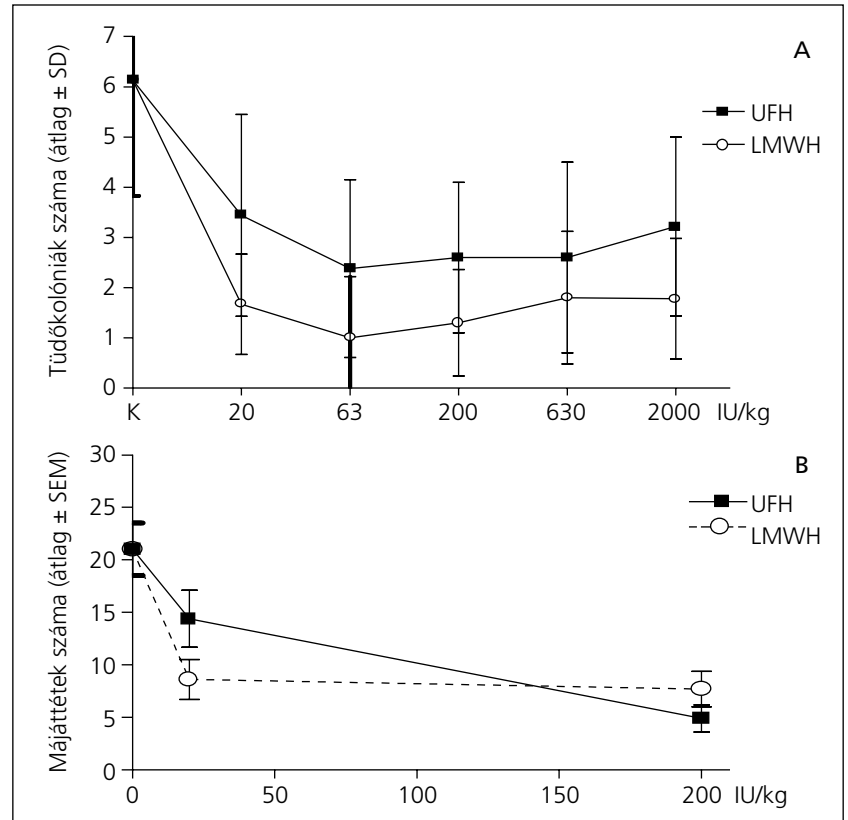 A
Tüdőkolóniák száma (átlag ± SD)
7
6
5
4
3
2
1
0
UFH
LMWH
K 20 63 200 630 2000 IU/kg
B
Májáttétek száma (átlag ± SEM)
30
25
20
15
10
5
0
UFH
LMWH
0 50 100 150 200 IU/kg